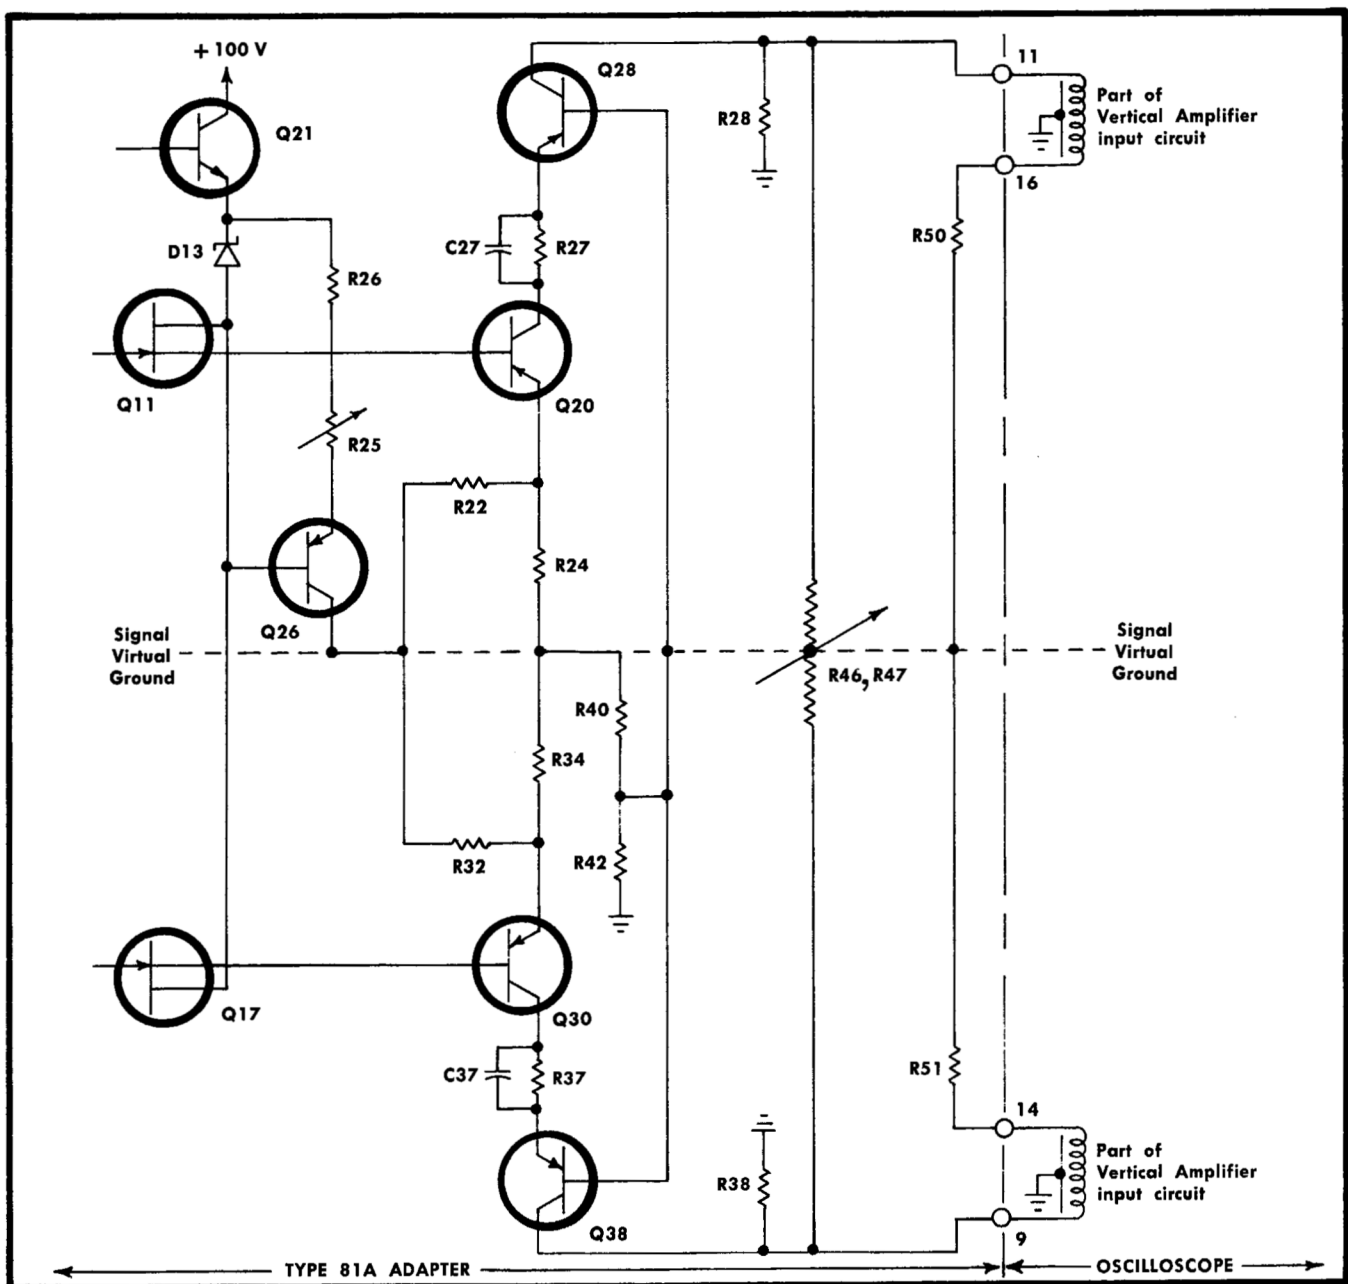 + 100 V
Q28
11
Part of
Vertical Amplifier
input circuit
Q21
R28
16
D13
C27
R27
R50
R26
Q11
Q20
R25
R22
R24
Q26
Signal
Virtual
Ground
Signal
Virtual
Ground
R46, R47
R40
R34
R32
R42
Q17
Q30
C37
R37
R51
14
Part of
Vertical Amplifier
input circuit
R38
Q38
9
TYPE 81A ADAPTER
OSCILLOSCOPE